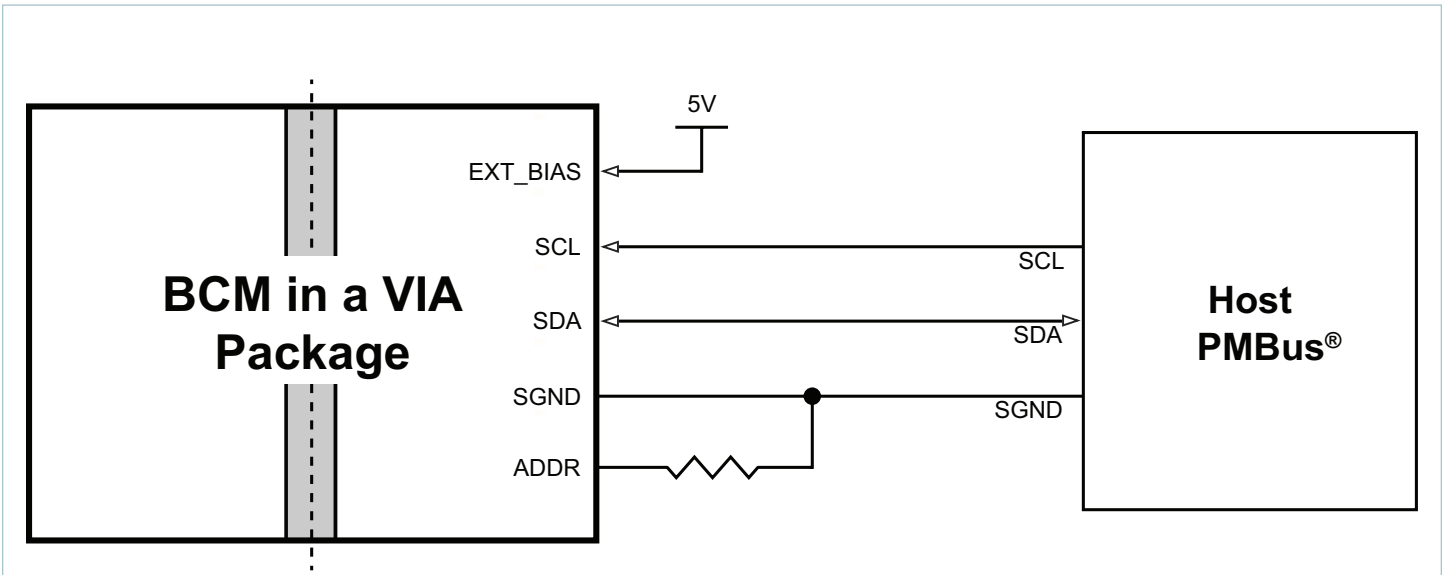 5V
EXT_BIAS
SCL
SCL
BCM in a VIA
Package
SDA
SDA
Host
PMBus®
SGND
SGND
ADDR